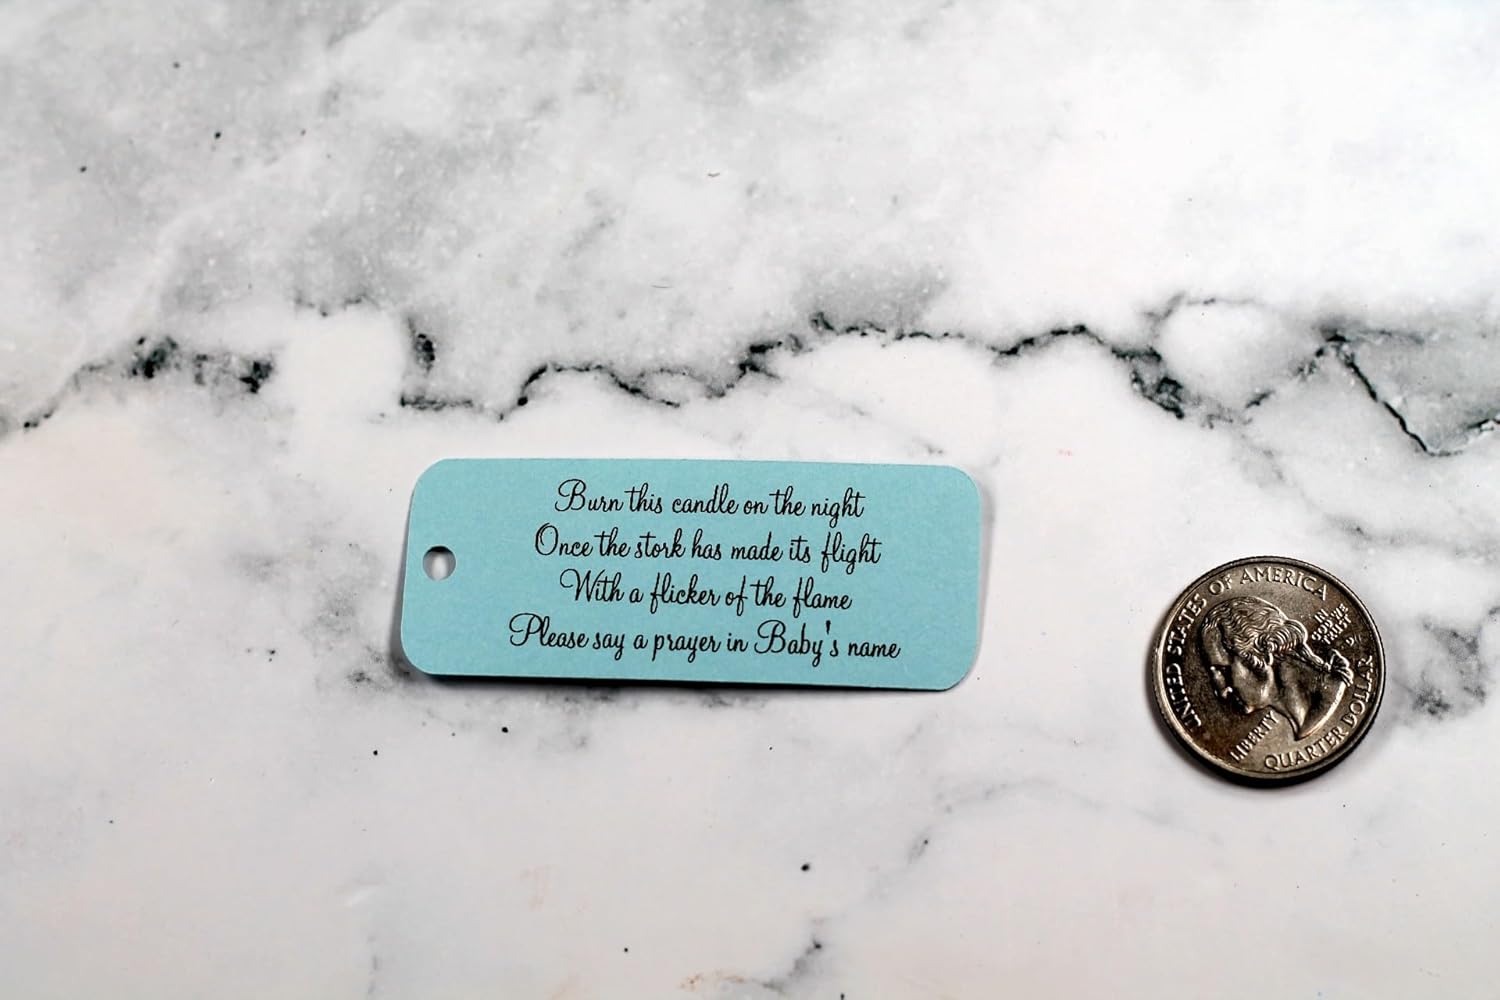 Burn this candle on the night
Once the stork has made its flight
With a flicker of the flame
Please say a prayer in Baby's name
UNITED STATES OF AMERICA
IN
GOD WE
TRUST
D
LIBERTY
QUARTER DOLLAR